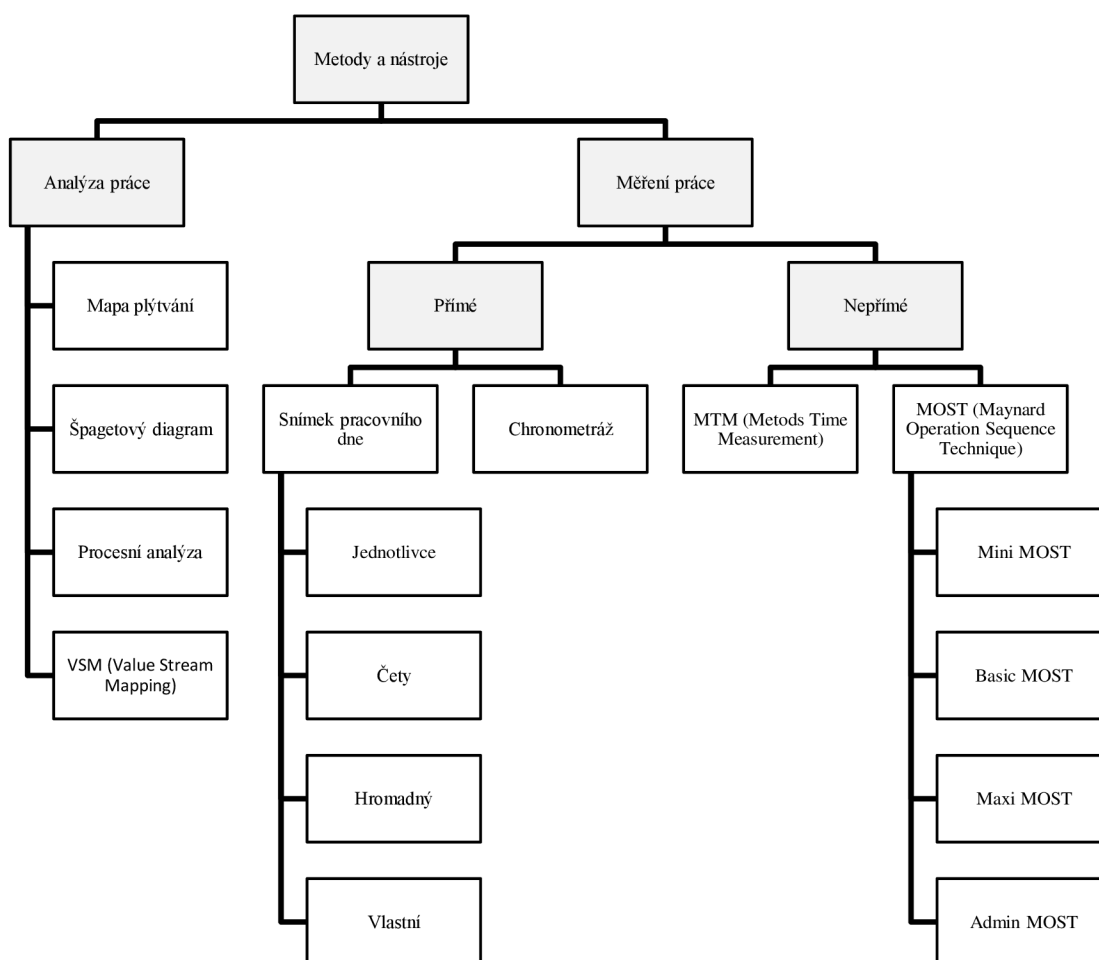 Metody a nástroje
Analýza práce
Měření práce
Mapa plýtvání
Přímé
Nepřímé
Špagetový diagram
Snímek pracovního
dne
Chronometráž
MTM (Metods Time
Measurement)
MOST (Maynard
Operation Sequence
Technique)
Procesní analýza
Jednotlivce
Mini MOST
VSM (Value Stream
Mapping)
Čety
Basic MOST
Hromadný
Maxi MOST
Vlastní
Admin MOST